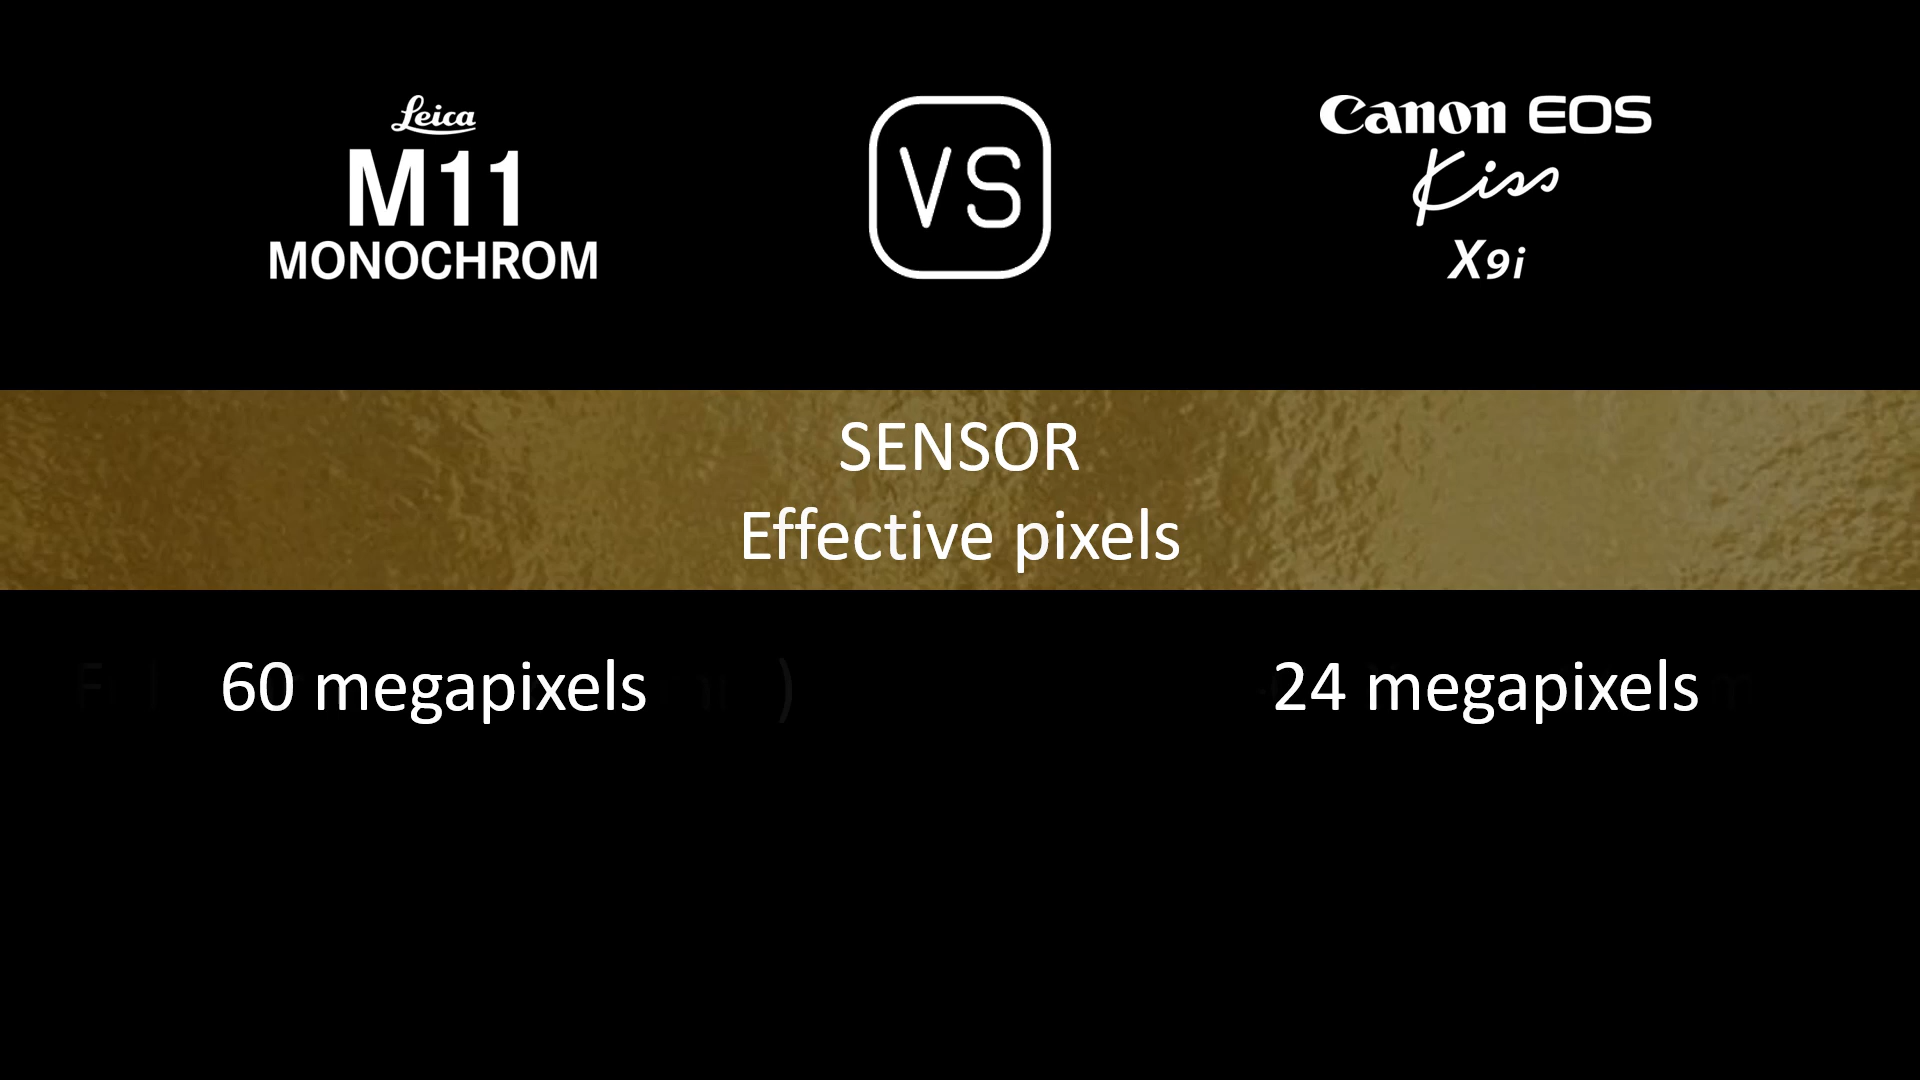 Leica
M11
MONOCHROM
VS
Canon EOS
Kiss
X9i
SENSOR
Effective pixels
60 megapixels
24 megapixels